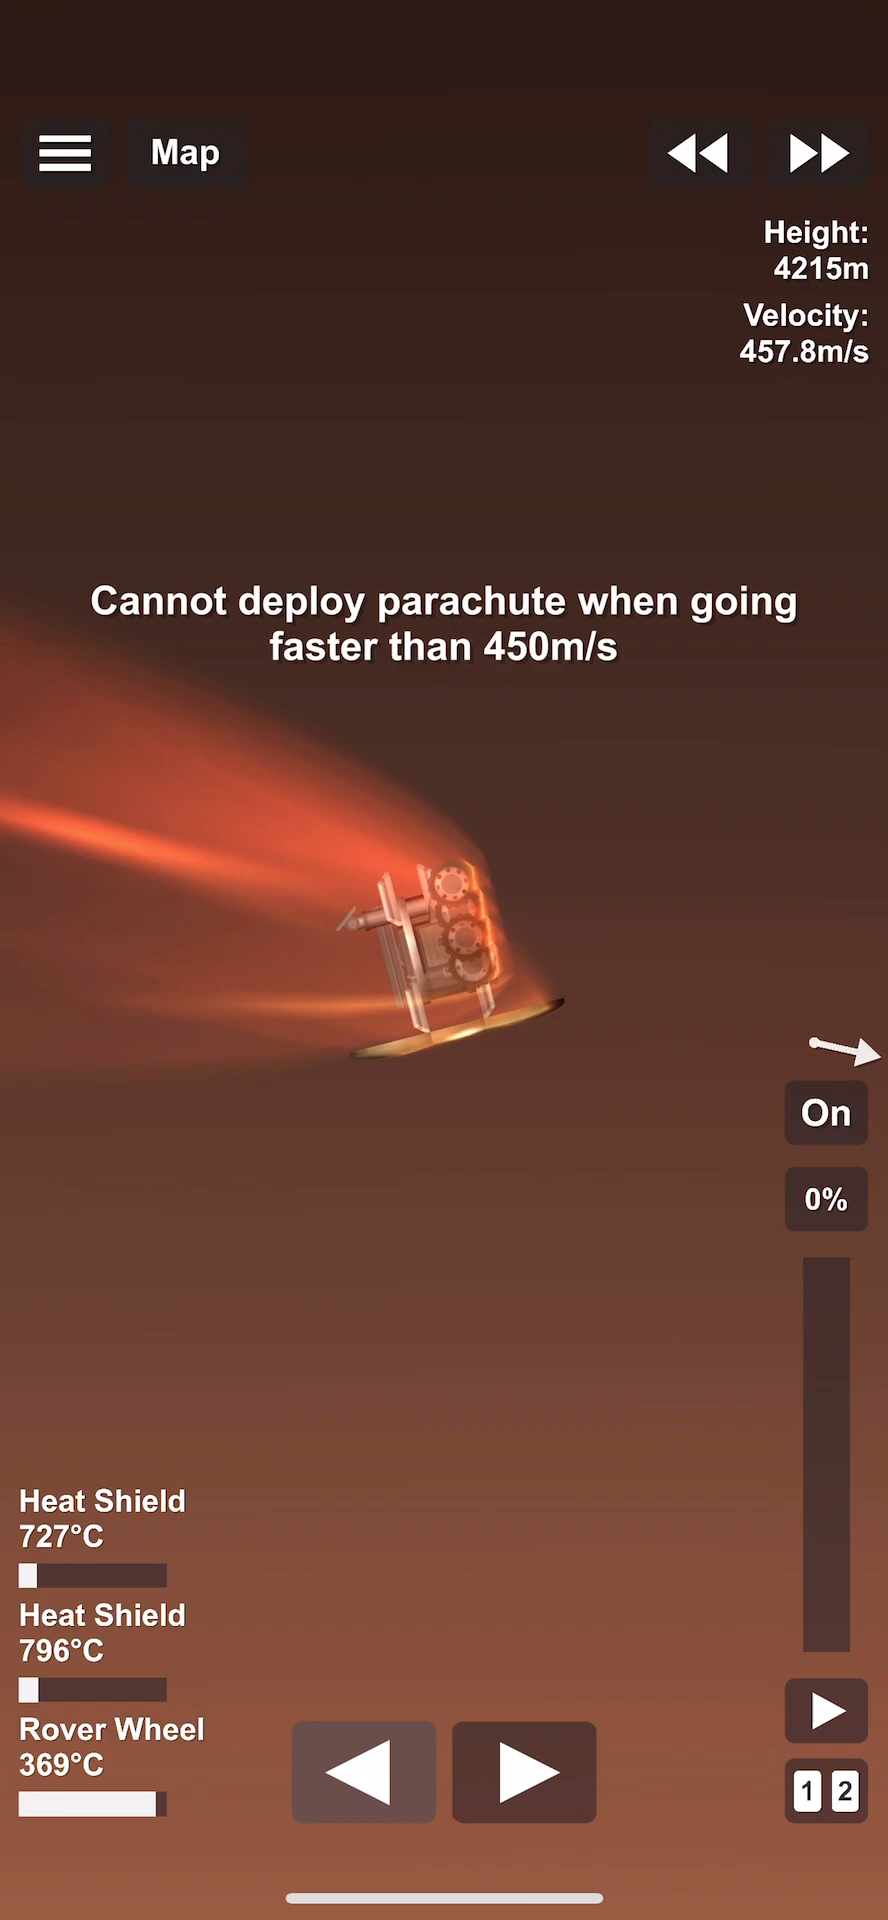 Map
Height:
4215m
Velocity:
457.8m/s
Cannot deploy parachute when going
faster than 450m/s
On
0%
Heat Shield
727°C
Heat Shield
796°C
Rover Wheel
369°C
1 2